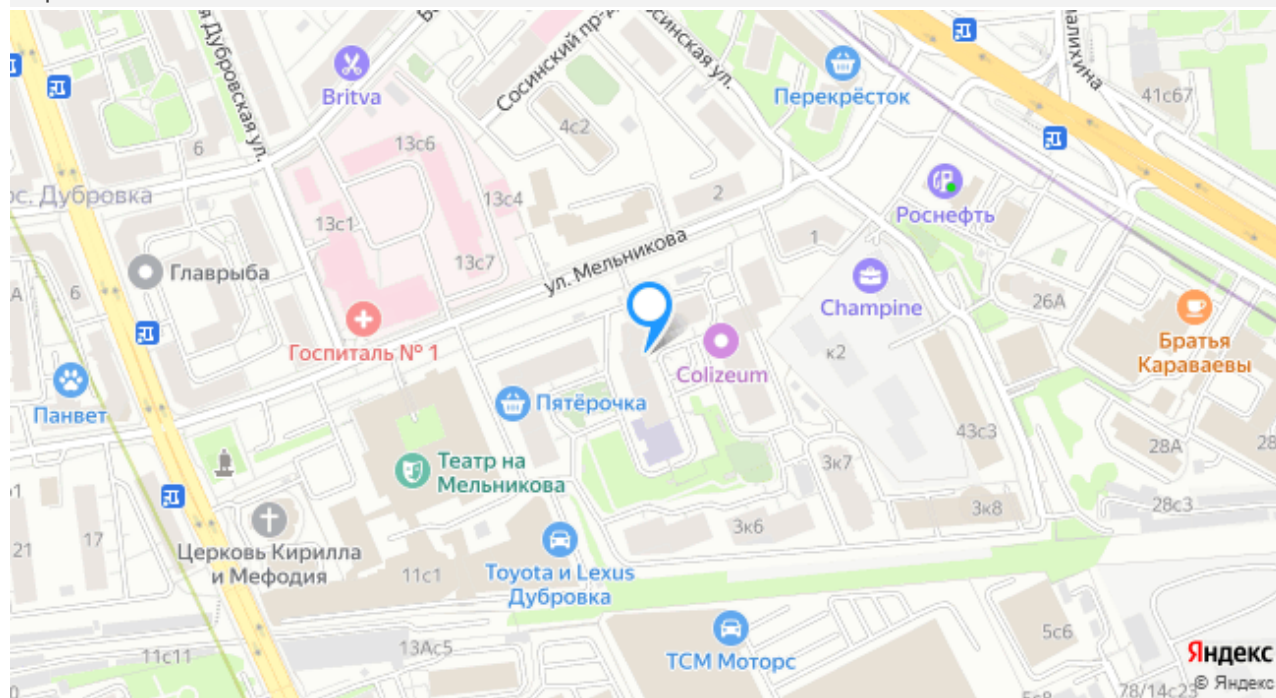 Дубровская ул.
Britva
Сосинский пр-д
Сосинская ул.
Перекрёсток
41с67
4с2
6
13с6
13с4
2
Роснефть
Дубровка
13с1
13с7
ул. Мельникова
1
Главрыба
6
Champine
26А
Госпиталь № 1
Colizeum
к2
Братья
Караваевы
Панвет
Пятёрочка
43с3
28А
28
Театр на
Мельникова
3к7
28с3
3к8
3к6
21
17
Церковь Кирилла
и Мефодия
11с1
Toyota и Lexus
Дубровка
ТСМ Моторс
5с6
11с11
13Ас5
Яндекс
© Яндекс